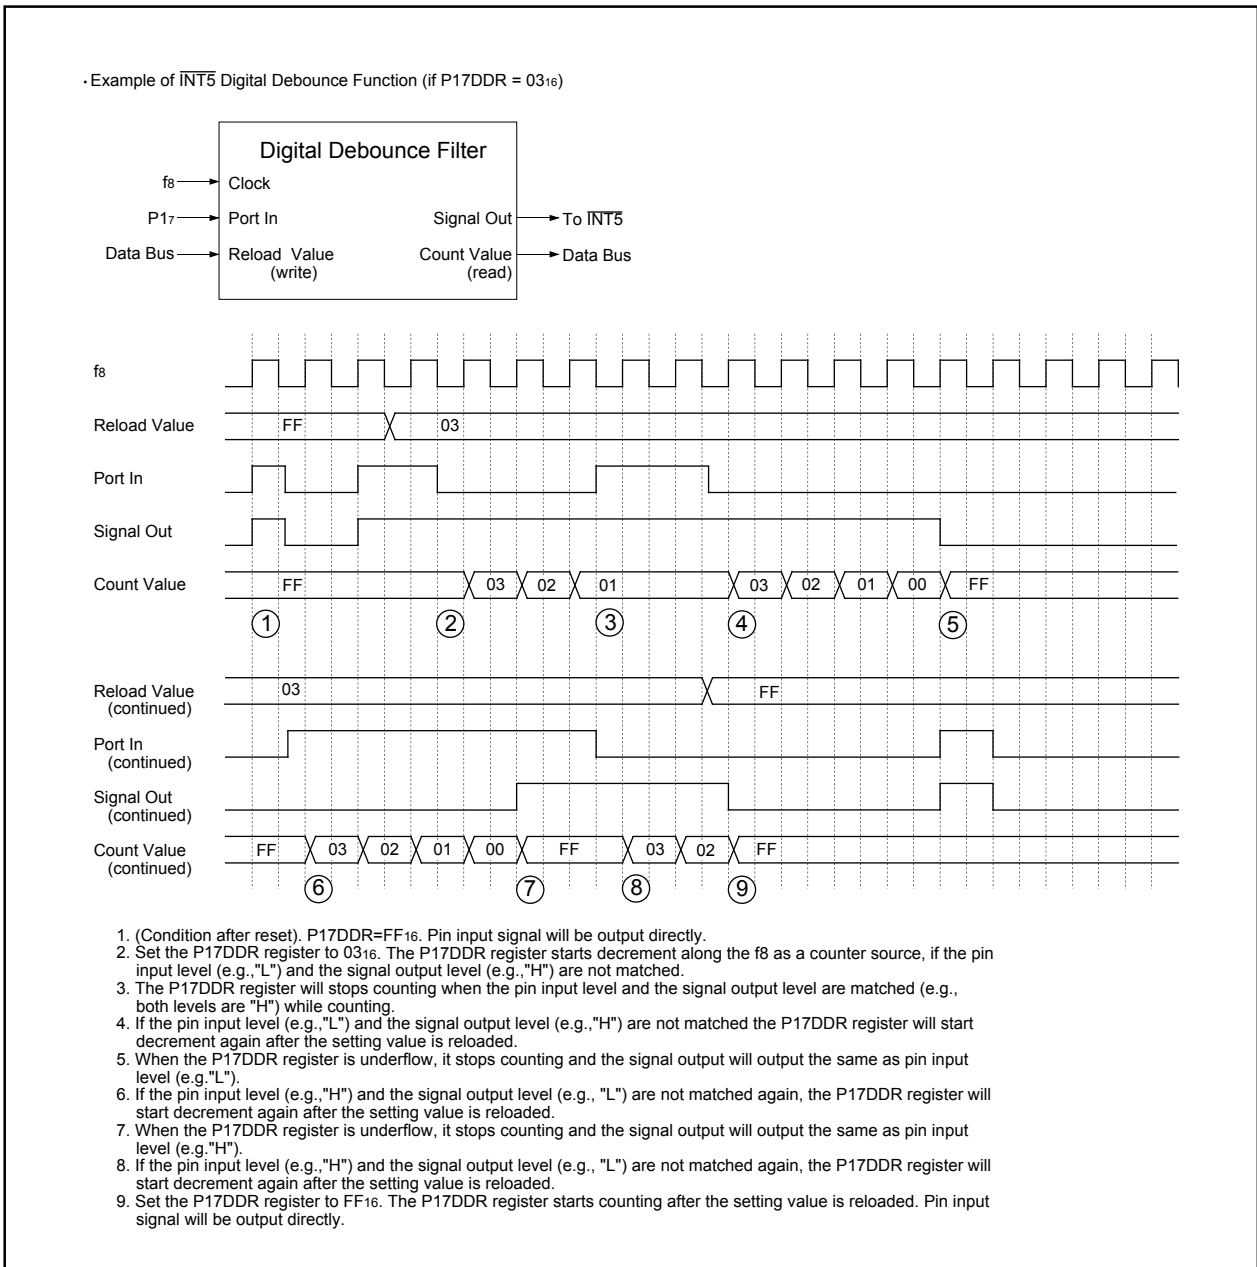 • Example of INT5 Digital Debounce Function (if P17DDR = 0316)
Digital Debounce Filter
f8 Clock
P17 Port In Signal Out To INT5
Data Bus Reload Value Count Value Data Bus
(write) (read)
f8
Reload Value FF 03
Port In
Signal Out
Count Value FF 03 02 01 03 02 01 00 FF
1 2 3 4 5
Reload Value 03 FF
(continued)
Port In
(continued)
Signal Out
(continued)
Count Value FF 03 02 01 00 FF 03 02 FF
(continued)
6 7 8 9
1. (Condition after reset). P17DDR=FF16. Pin input signal will be output directly.
2. Set the P17DDR register to 0316. The P17DDR register starts decrement along the f8 as a counter source, if the pin
input level (e.g.,"L") and the signal output level (e.g.,"H") are not matched.
3. The P17DDR register will stops counting when the pin input level and the signal output level are matched (e.g.,
both levels are "H") while counting.
4. If the pin input level (e.g.,"L") and the signal output level (e.g.,"H") are not matched the P17DDR register will start
decrement again after the setting value is reloaded.
5. When the P17DDR register is underflow, it stops counting and the signal output will output the same as pin input
level (e.g."L").
6. If the pin input level (e.g.,"H") and the signal output level (e.g., "L") are not matched again, the P17DDR register will
start decrement again after the setting value is reloaded.
7. When the P17DDR register is underflow, it stops counting and the signal output will output the same as pin input
level (e.g."H").
8. If the pin input level (e.g.,"H") and the signal output level (e.g., "L") are not matched again, the P17DDR register will
start decrement again after the setting value is reloaded.
9. Set the P17DDR register to FF16. The P17DDR register starts counting after the setting value is reloaded. Pin input
signal will be output directly.